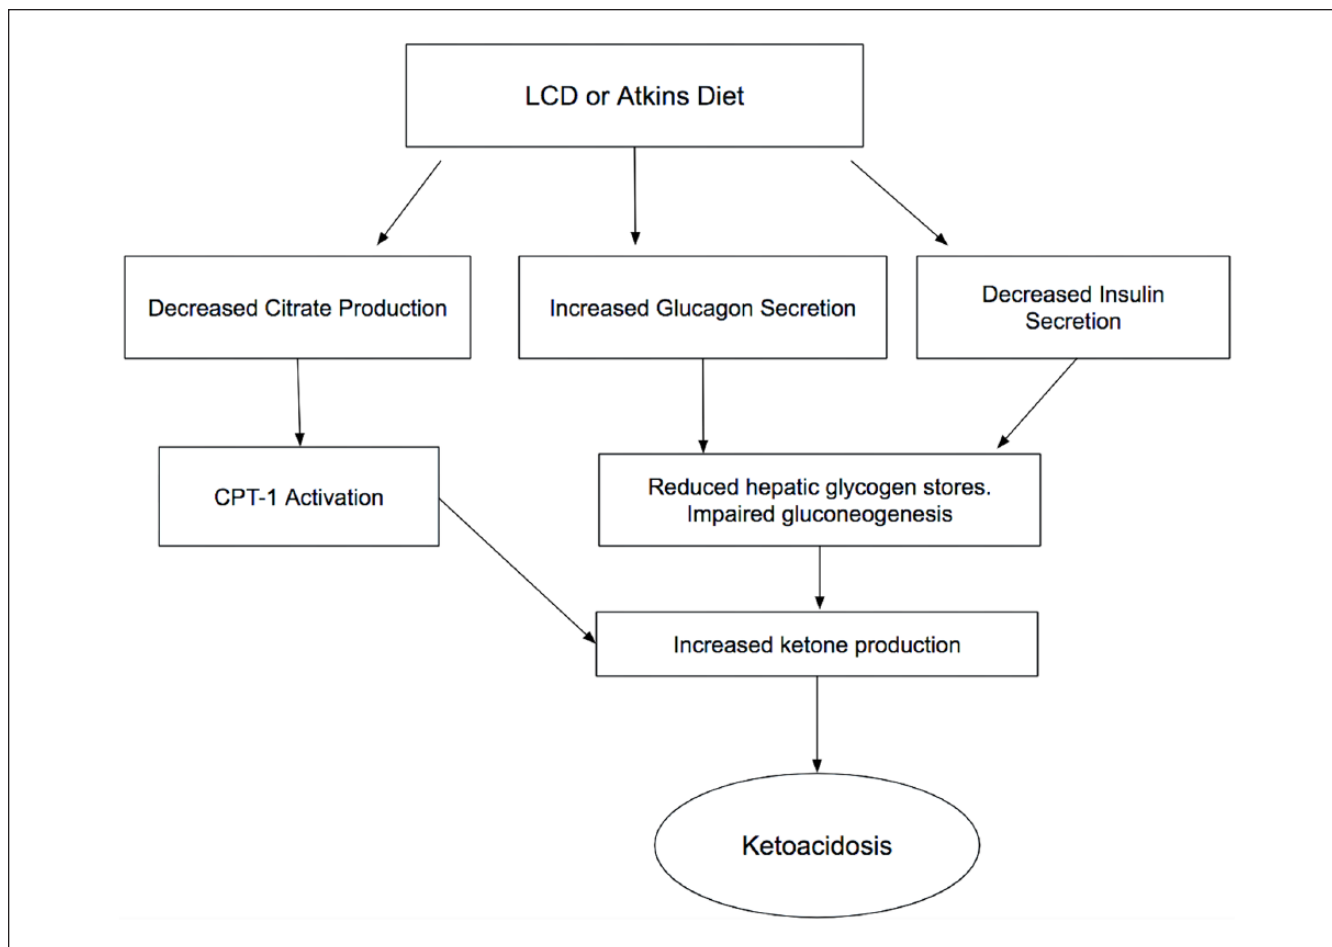 LCD or Atkins Diet
Decreased Citrate Production
Increased Glucagon Secretion
Decreased Insulin
Secretion
CPT-1 Activation
Reduced hepatic glycogen stores.
Impaired gluconeogenesis
Increased ketone production
Ketoacidosis